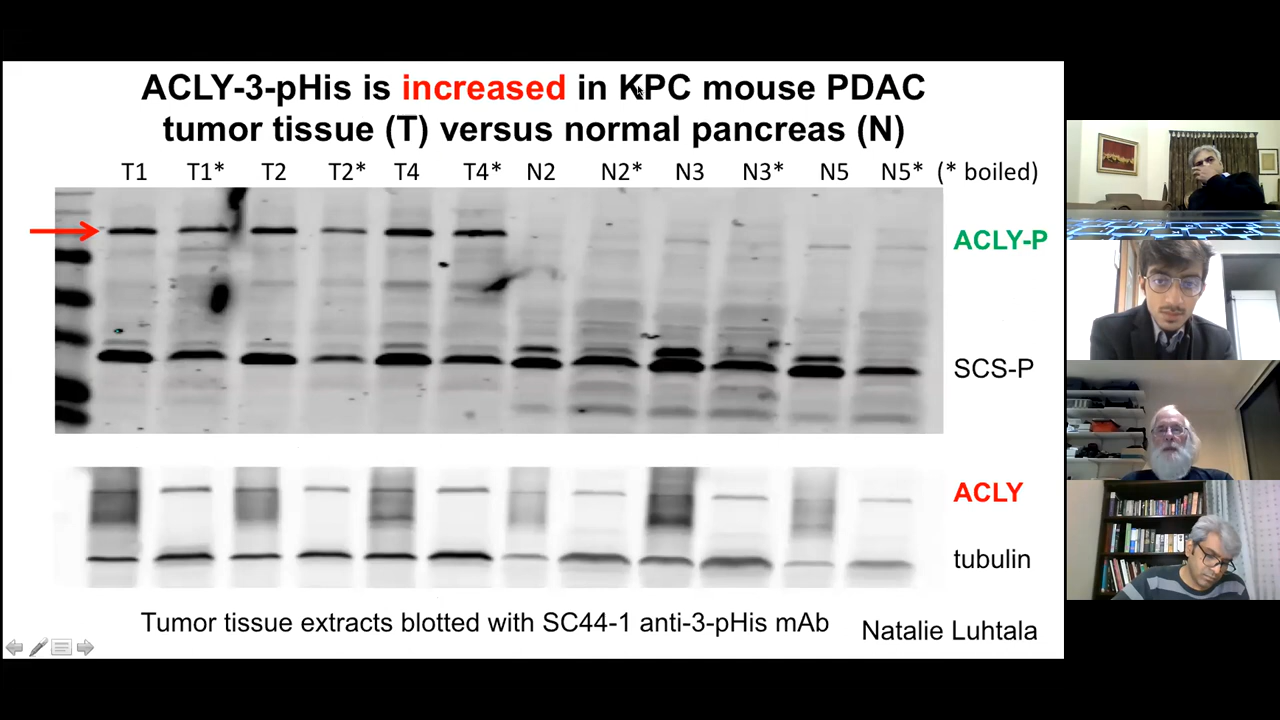 ACLY-3-pHis is increased in KPC mouse PDAC
tumor tissue (T) versus normal pancreas (N)
T1 T1* T2 T2* T4 T4* N2 N2* N3 N3* N5 N5* (* boiled)
ACLY-P
SCS-P
ACLY
tubulin
Tumor tissue extracts blotted with SC44-1 anti-3-pHis mAb
Natalie Luhtala